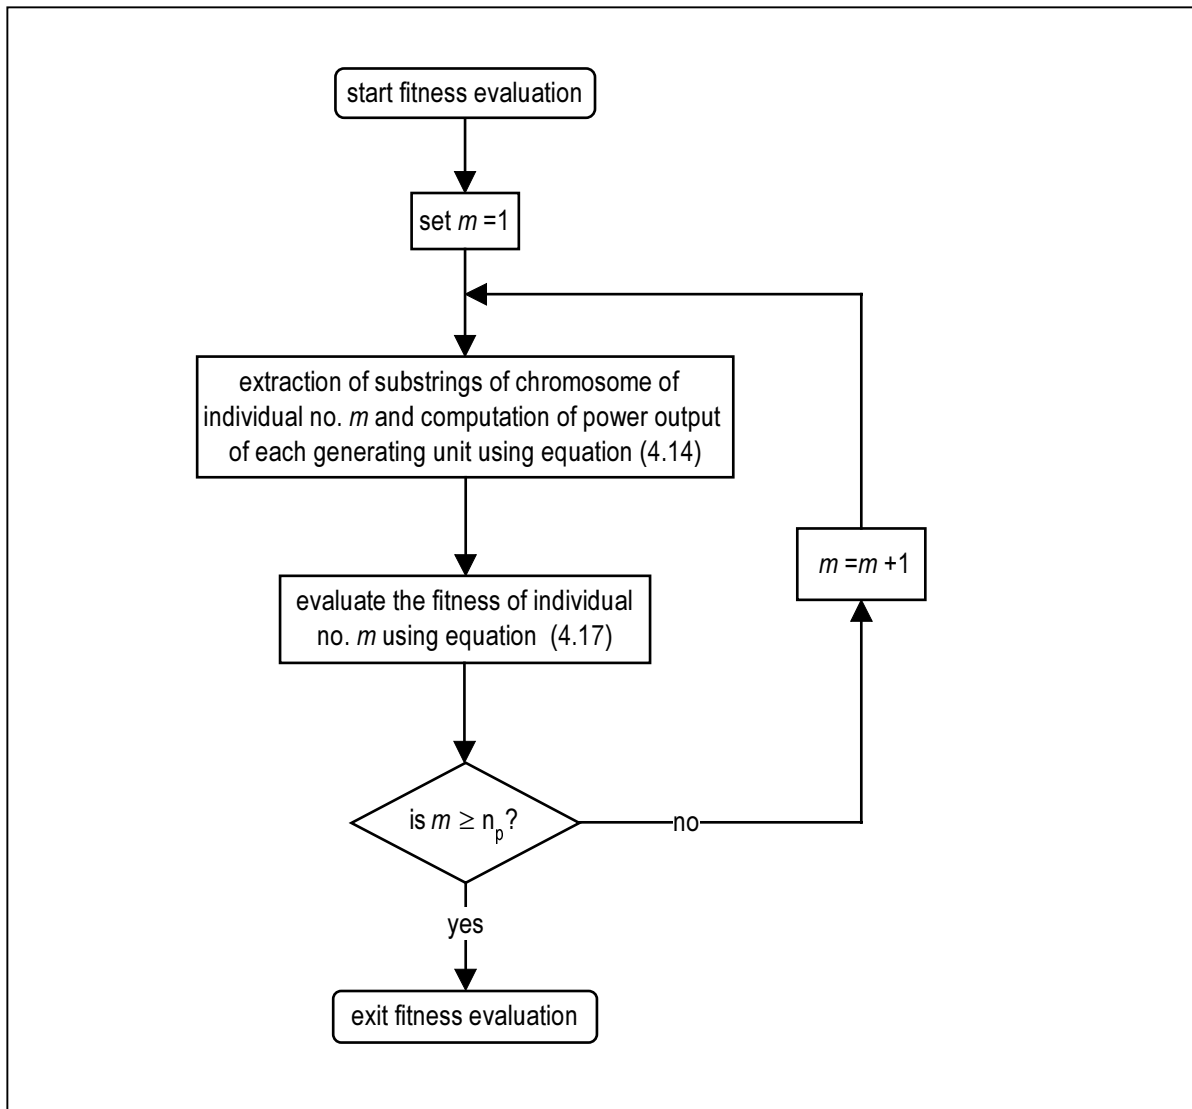 start fitness evaluation
set m =1
extraction of substrings of chromosome of
individual no. m and computation of power output
of each generating unit using equation (4.14)
m =m +1
evaluate the fitness of individual
no. m using equation (4.17)
is m ≥ np?
no
yes
exit fitness evaluation